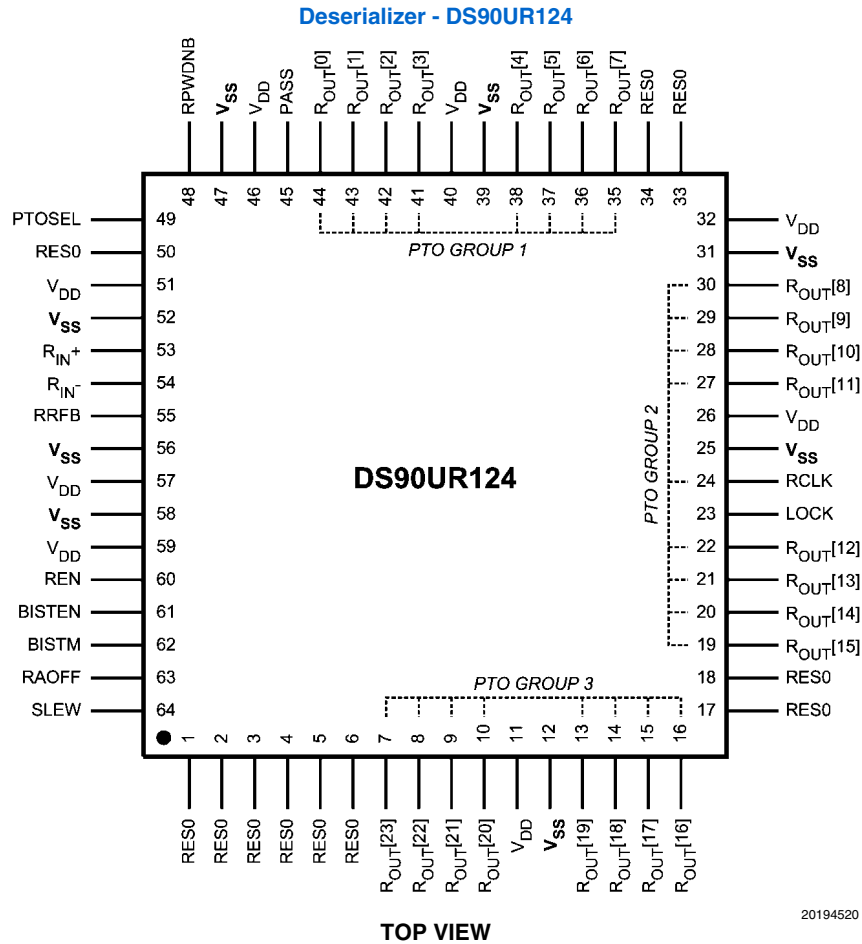 Deserializer - DS90UR124
RPWDNB
VSS
VDD
PASS
ROUT[0]
ROUT[1]
ROUT[2]
ROUT[3]
VDD
VSS
ROUT[4]
ROUT[5]
ROUT[6]
ROUT[7]
RES0
RES0
48 47 46 45 44 43 42 41 40 39 38 37 36 35 34 33
PTO GROUP 1
PTOSEL 49
RES0 50
VDD 51
VSS 52
RIN+ 53
RIN- 54
RRFB 55
VSS 56
VDD 57
VSS 58
VDD 59
REN 60
BISTEN 61
BISTM 62
RAOFF 63
SLEW 64
DS90UR124
PTO GROUP 2
32 VDD
31 VSS
30 ROUT[8]
29 ROUT[9]
28 ROUT[10]
27 ROUT[11]
26 VDD
25 VSS
24 RCLK
23 LOCK
22 ROUT[12]
21 ROUT[13]
20 ROUT[14]
19 ROUT[15]
18 RES0
17 RES0
PTO GROUP 3
1 2 3 4 5 6 7 8 9 10 11 12 13 14 15 16
RES0
RES0
RES0
RES0
RES0
RES0
ROUT[23]
ROUT[22]
ROUT[21]
ROUT[20]
VDD
VSS
ROUT[19]
ROUT[18]
ROUT[17]
ROUT[16]
20194520
TOP VIEW